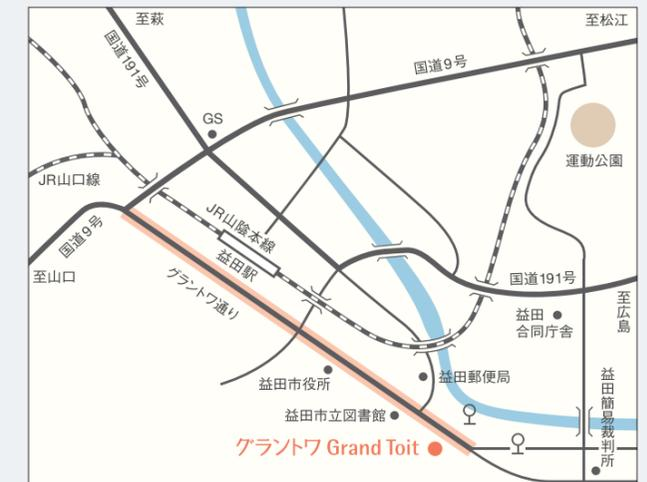 至萩
至松江
国道191号
国道9号
GS
運動公園
JR山口線
JR山陰本線
国道9号
益田駅
至山口
グラントワ通り
国道191号
至広島
益田
合同庁舎
益田市役所
益田郵便局
益田簡易裁判所
益田市立図書館
グラントワ Grand Toit